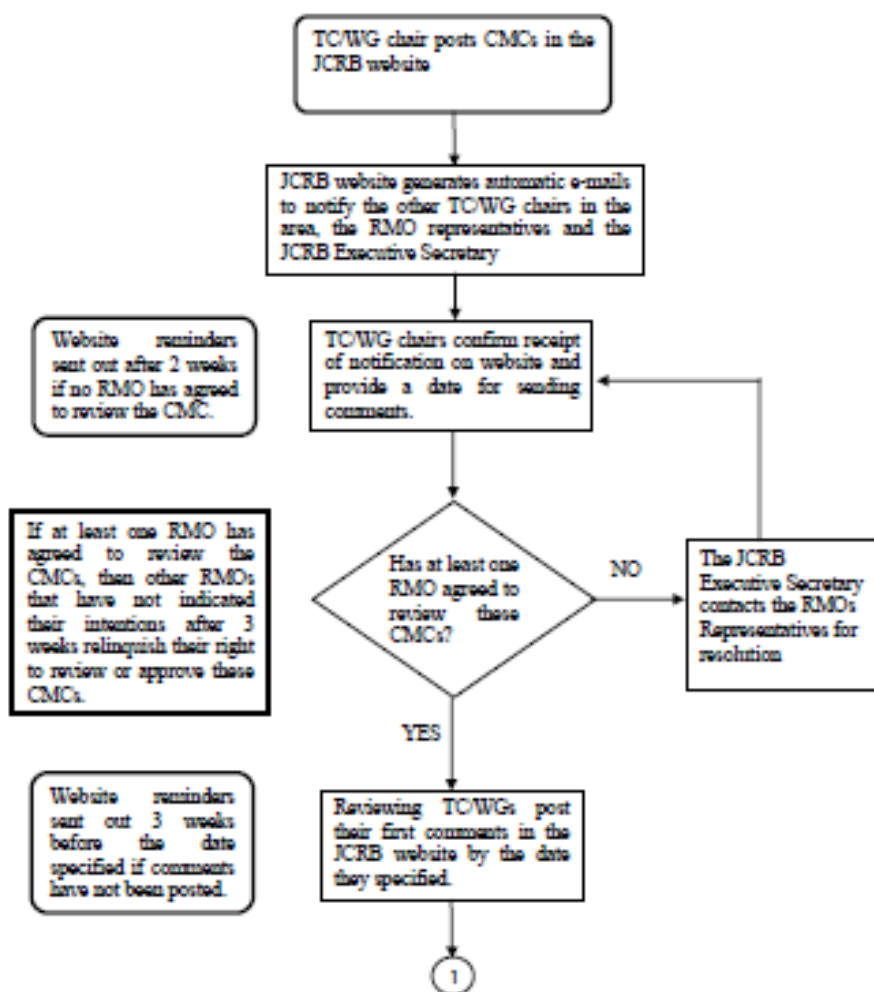 TC/WG chair posts CMCs in the
JCRB website
JCRB website generates automatic e-mails
to notify the other TC/WG chairs in the
area, the RMO representatives and the
JCRB Executive Secretary
Website reminders
sent out after 2 weeks
if no RMO has agreed
to review the CMC.
TC/WG chairs confirm receipt
of notification on website and
provide a date for sending
comments.
If at least one RMO has
agreed to review the
CMCs, then other RMOs
that have not indicated
their intentions after 3
weeks relinquish their right
to review or approve these
CMCs.
Has at least one
RMO agreed to
review these
CMCs?
NO
The JCRB
Executive Secretary
contacts the RMOs
Representatives for
resolution
YES
Website reminders
sent out 3 weeks
before the date
specified if comments
have not been posted.
Reviewing TC/WGs post
their first comments in the
JCRB website by the date
they specified.
1